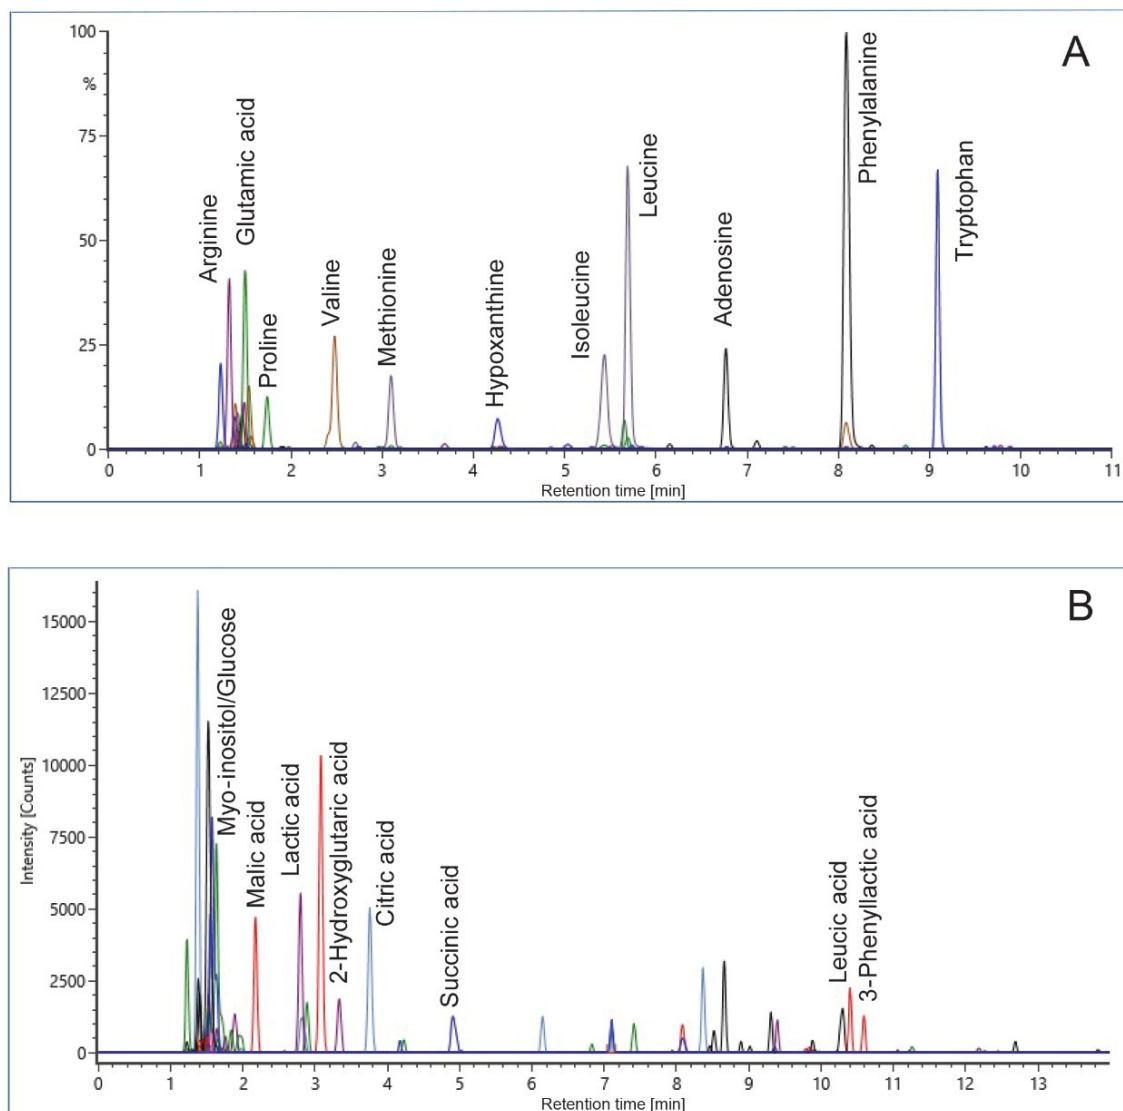 A
100
%
75
50
25
0
Arginine
Glutamic acid
Proline
Valine
Methionine
Hypoxanthine
Isoleucine
Leucine
Adenosine
Phenylalanine
Tryptophan
0 1 2 3 4 5 6 7 8 9 10 11
Retention time [min]
B
Intensity [Counts]
15000
12500
10000
7500
5000
2500
0
Myo-inositol/Glucose
Malic acid
Lactic acid
2-Hydroxyglutaric acid
Citric acid
Succinic acid
Leucic acid
3-Phenyllactic acid
0 1 2 3 4 5 6 7 8 9 10 11 12 13
Retention time [min]